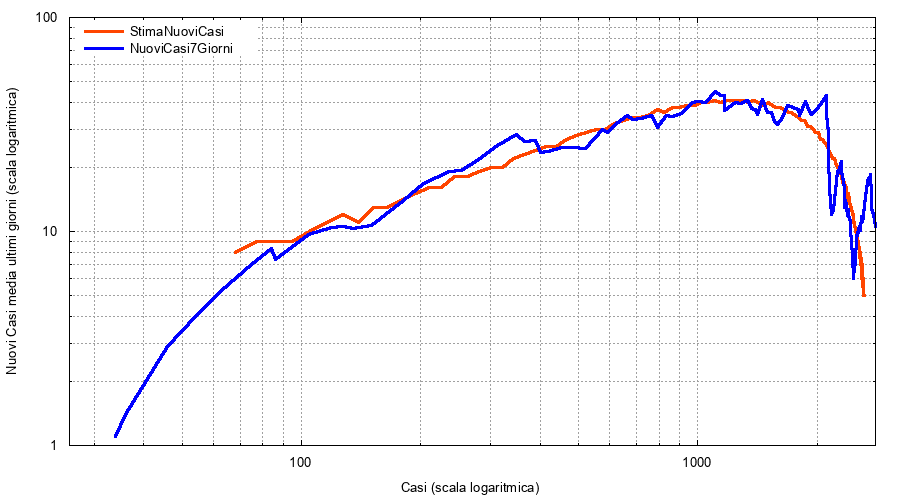 100
StimaNuoviCasi
NuoviCasi7Giorni
Nuovi Casi media ultimi giorni (scala logaritmica)
10
1
100
1000
Casi (scala logaritmica)